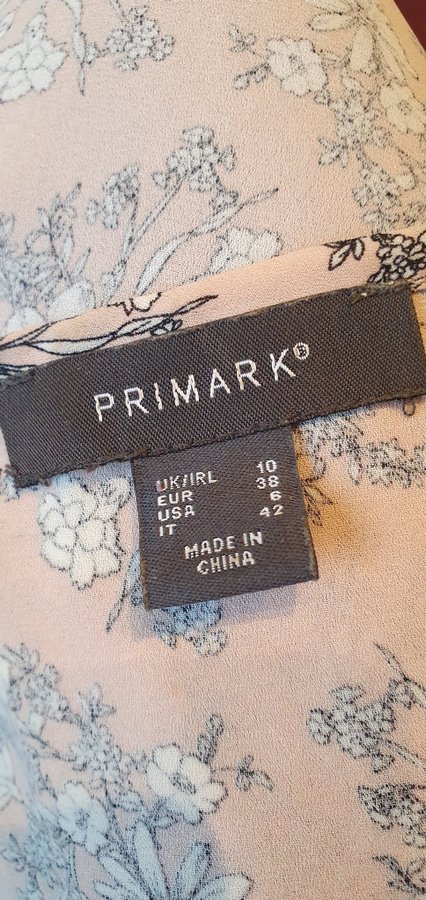 PRIMARK®
UK/IRL 10
EUR 38
USA 6
IT 42
MADE IN
CHINA